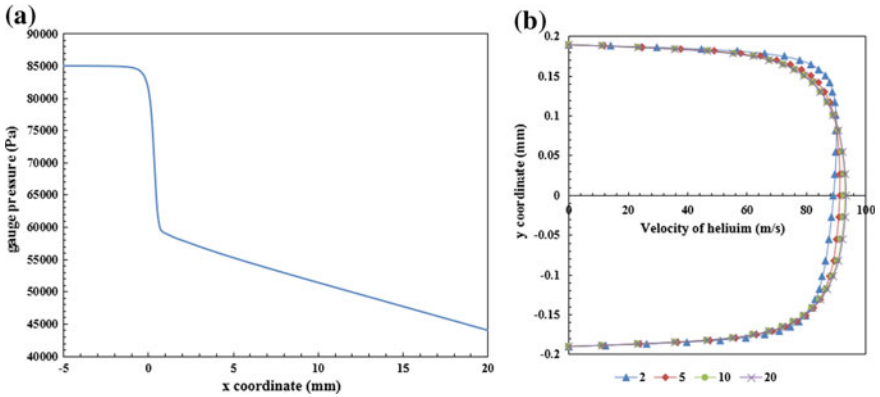 (a)
90000
85000
80000
75000
70000
65000
60000
55000
50000
45000
40000
gauge pressure (Pa)
-5 0 5 10 15 20
x coordinate (mm)
(b)
0.2
0.15
0.1
0.05
0
-0.05
-0.1
-0.15
-0.2
y coordinate (mm)
0 20 40 60 80 100
Velocity of heliuim (m/s)
2 5 10 20